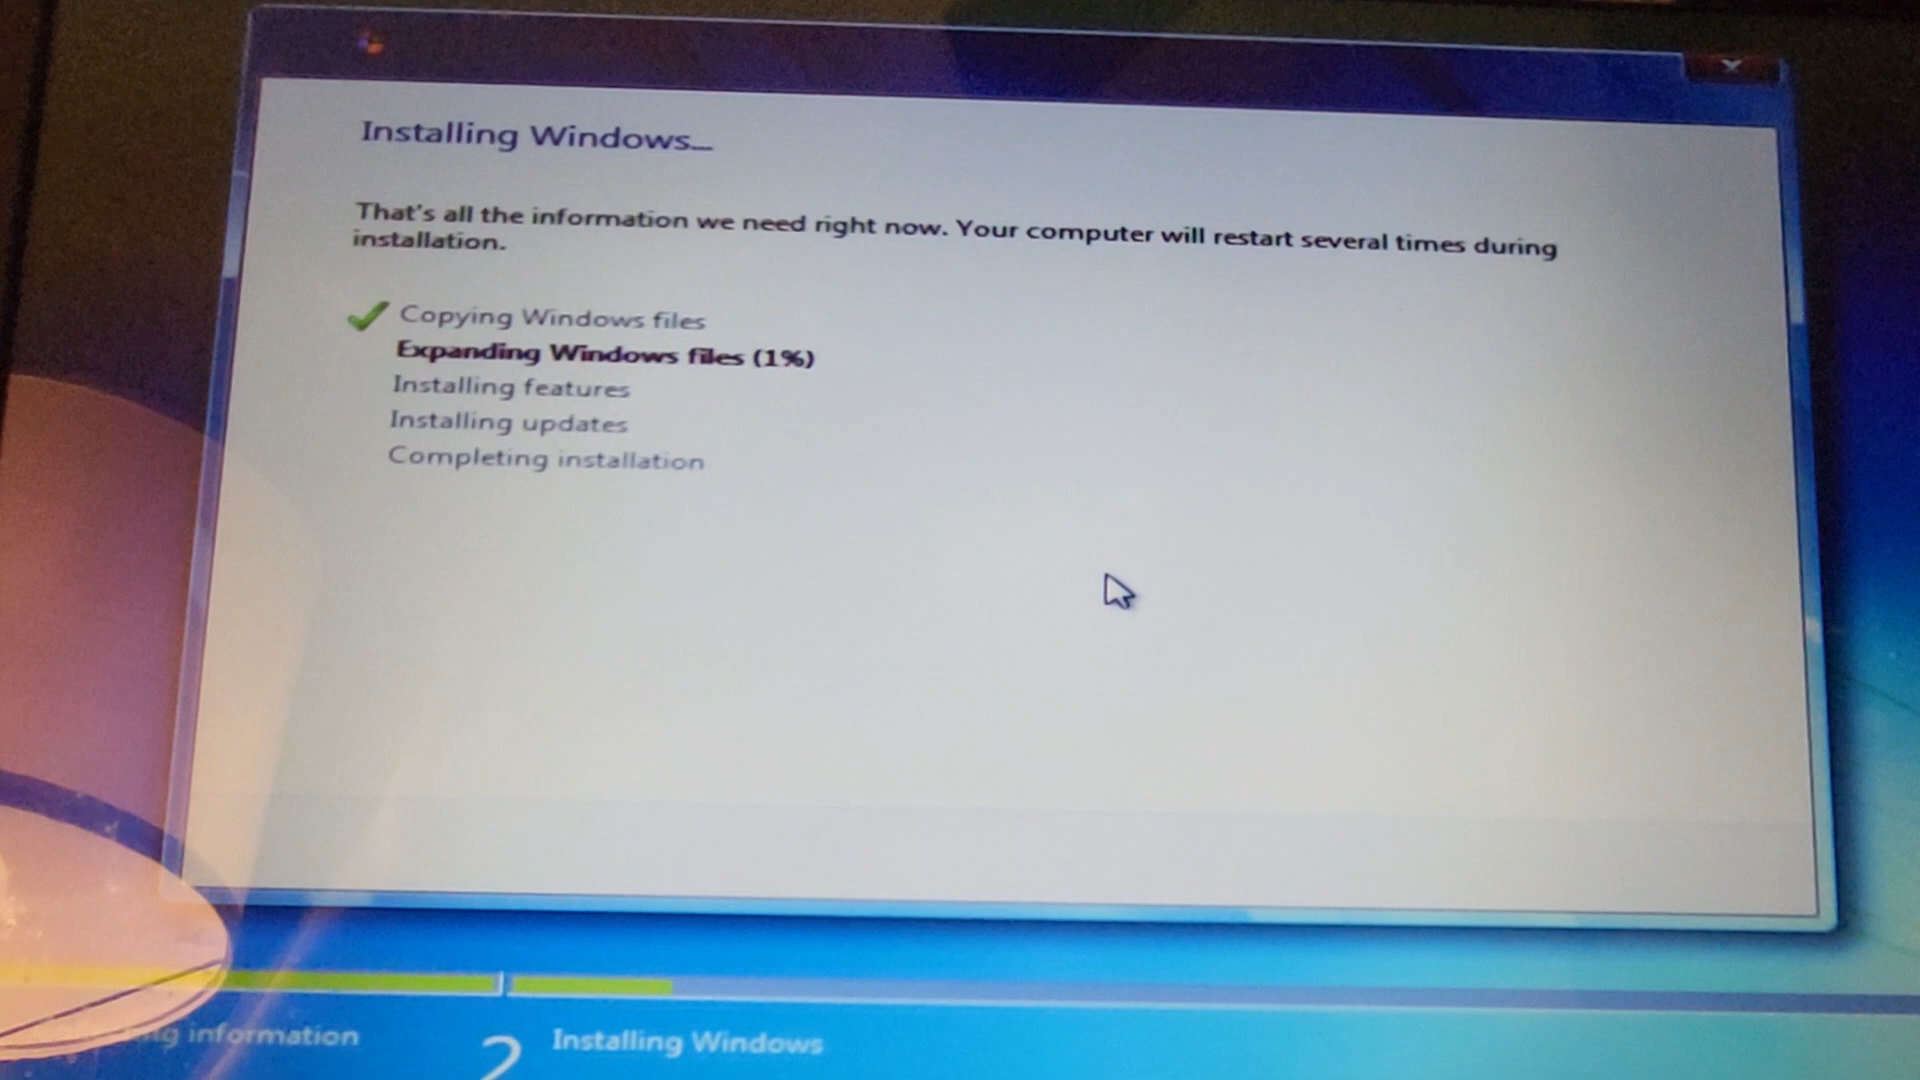 Installing Windows...
That's all the information we need right now. Your computer will restart several times during
installation.
Copying Windows files
Expanding Windows files (1%)
Installing features
Installing updates
Completing installation
information
2 Installing Windows